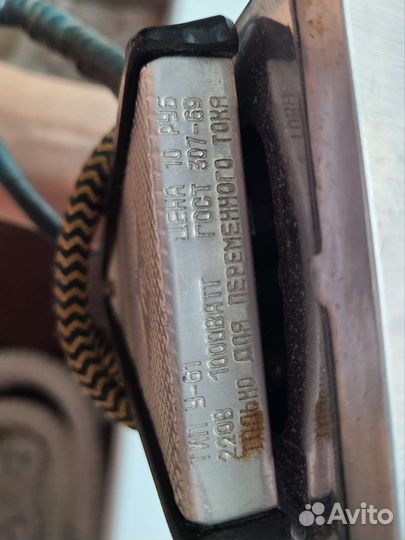 ТИП У-61 ЦЕНА 10 РУБ
220В 1000ВАТТ ГОСТ 307-69
ТОЛЬКО ДЛЯ ПЕРЕМЕННОГО ТОКА
Avito